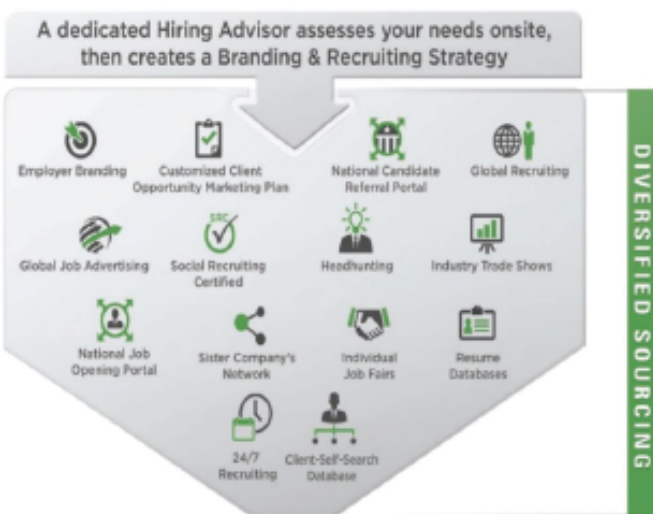 A dedicated Hiring Advisor assesses your needs onsite,
then creates a Branding & Recruiting Strategy
Employer Branding
Customized Client
Opportunity Marketing Plan
National Candidate
Referral Portal
Global Recruiting
Global Job Advertising
SRC
Social Recruiting
Certified
Headhunting
Industry Trade Shows
National Job
Opening Portal
Sister Company's
Network
Individual
Job Fairs
Resume
Databases
24/7
Recruiting
Client-Self-Search
Database
DIVERSIFIED SOURCING